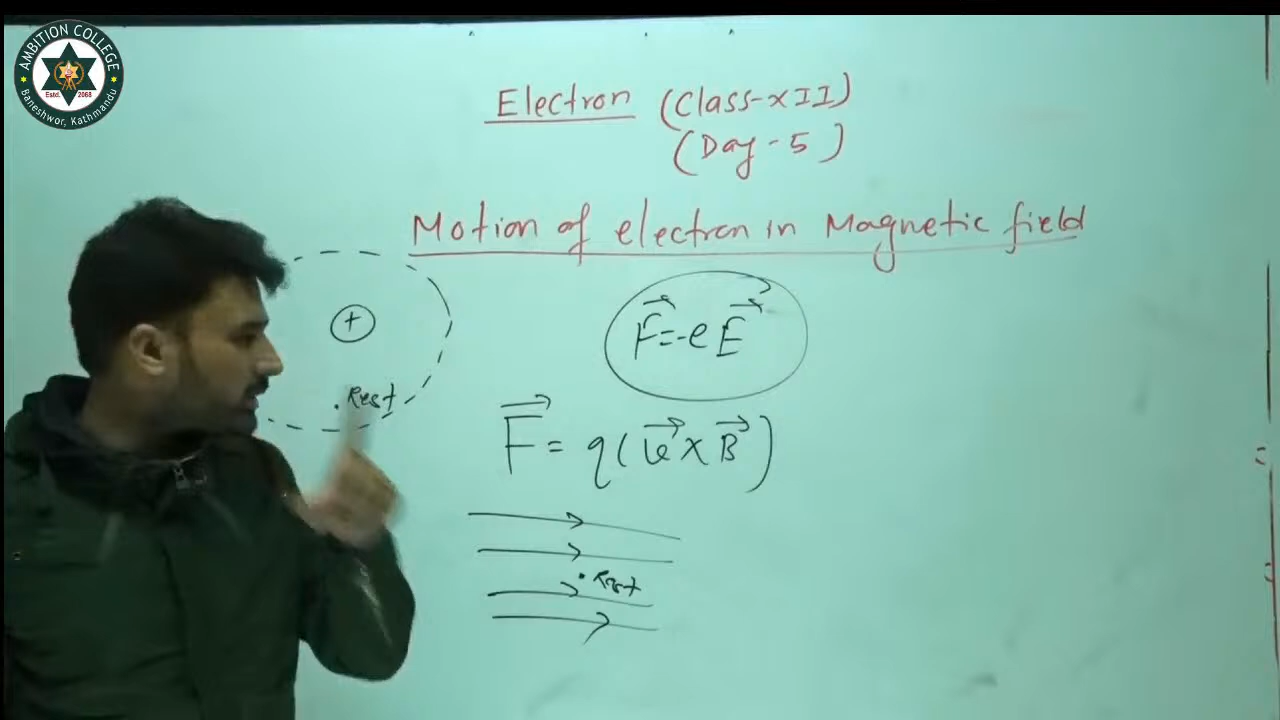 AMBITION COLLEGE
Estd. 2068
Baneshwor, Kathmandu
Electron (Class-XII)
(Day-5)
Motion of electron in Magnetic field
+
F⃗=-eE⃗
.Rest
F⃗ = q(v⃗ x B⃗)
.Rest